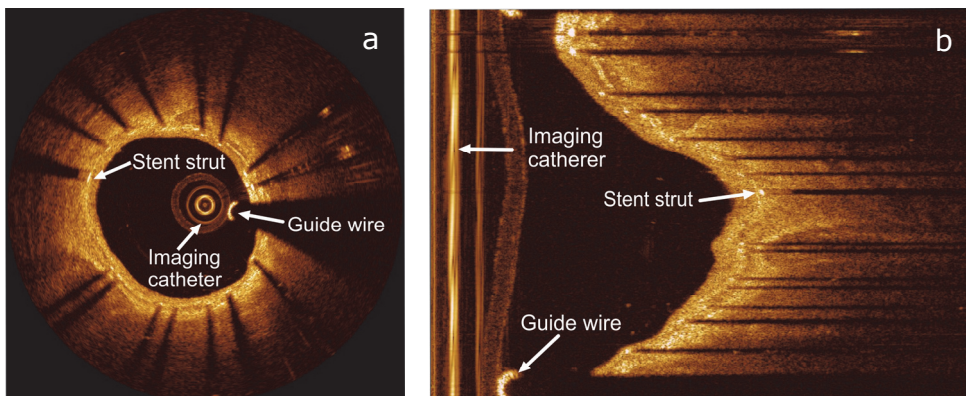 a
Stent strut
Guide wire
Imaging
catheter
b
Imaging
catherer
Stent strut
Guide wire